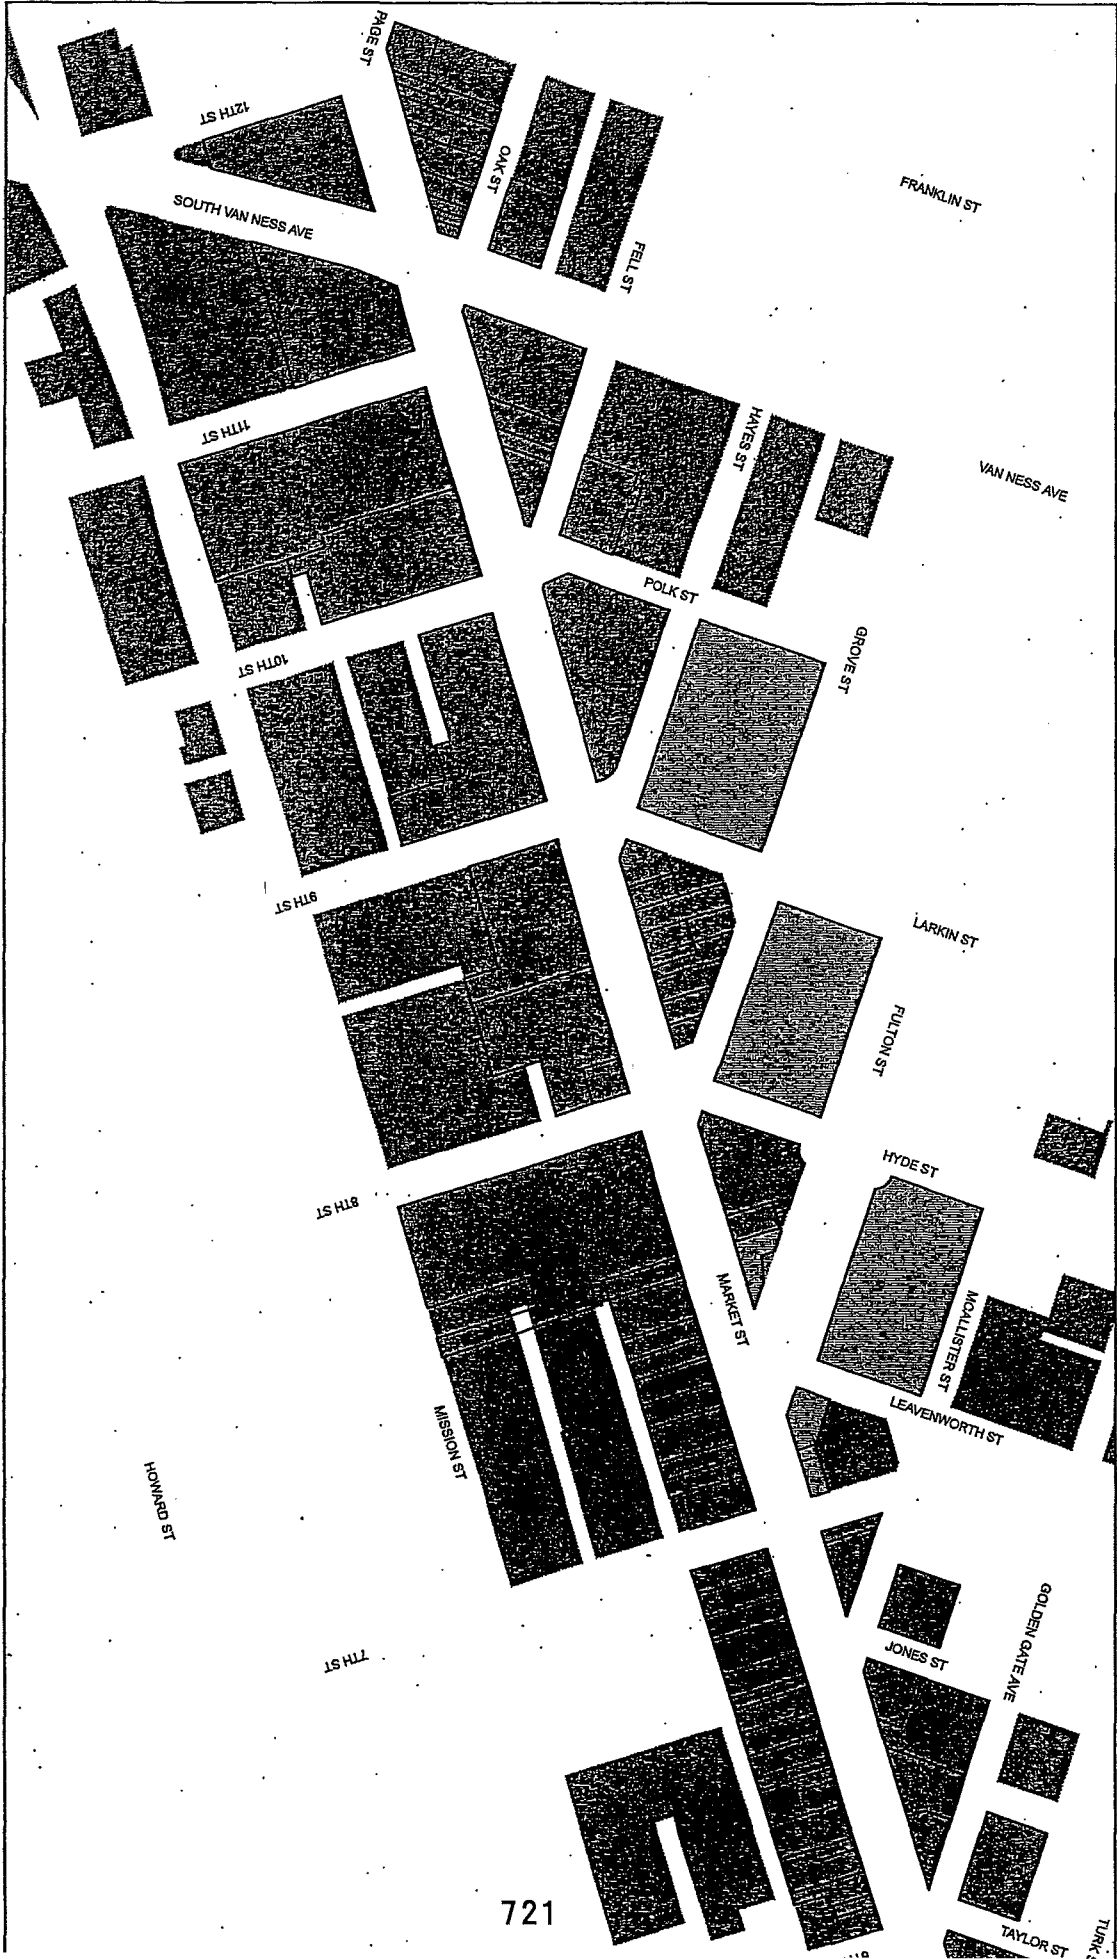 PAGE ST
12TH ST
OAK ST
FRANKLIN ST
SOUTH VAN NESS AVE
FELL ST
11TH ST
HAYES ST
VAN NESS AVE
POLK ST
10TH ST
GROVE ST
9TH ST
LARKIN ST
FULTON ST
HYDE ST
8TH ST
MARKET ST
MCALLISTER ST
LEAVENWORTH ST
MISSION ST
HOWARD ST
GOLDEN GATE AVE
7TH ST
JONES ST
721
TAYLOR ST